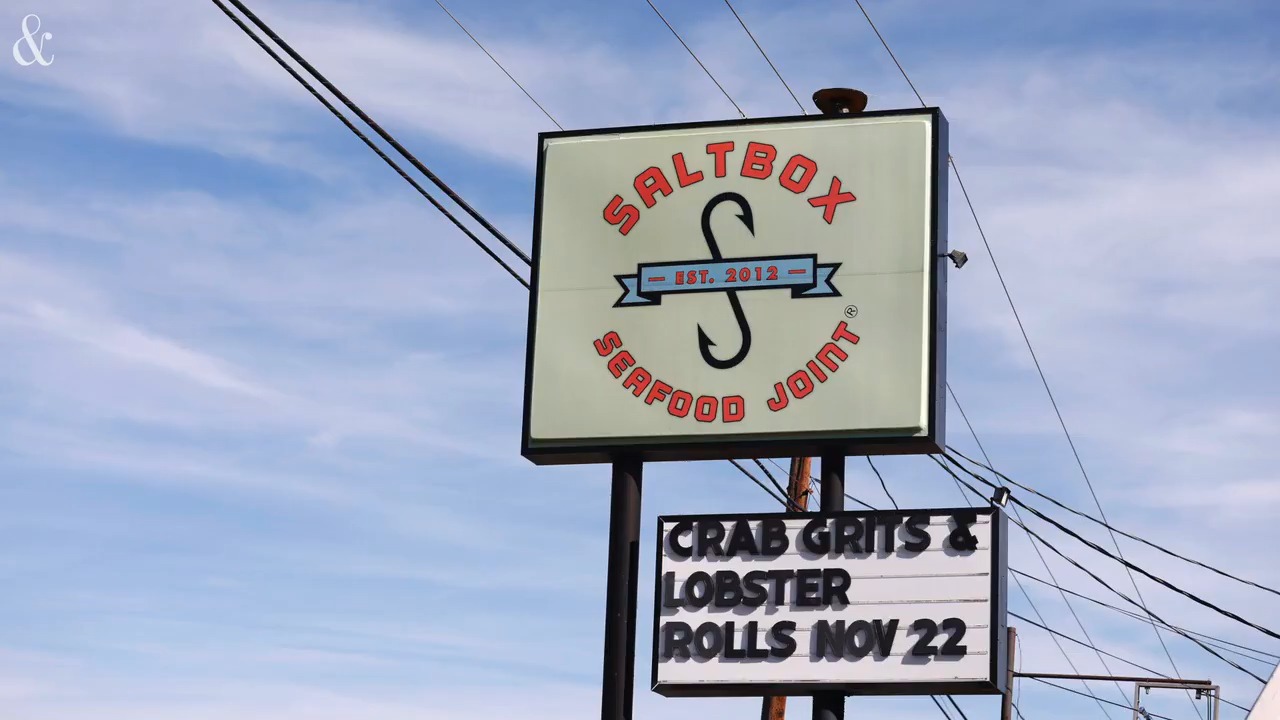 &
SALTBOX
— EST. 2012 —
SEAFOOD JOINT®
CRAB GRITS &
LOBSTER
ROLLS NOV 22